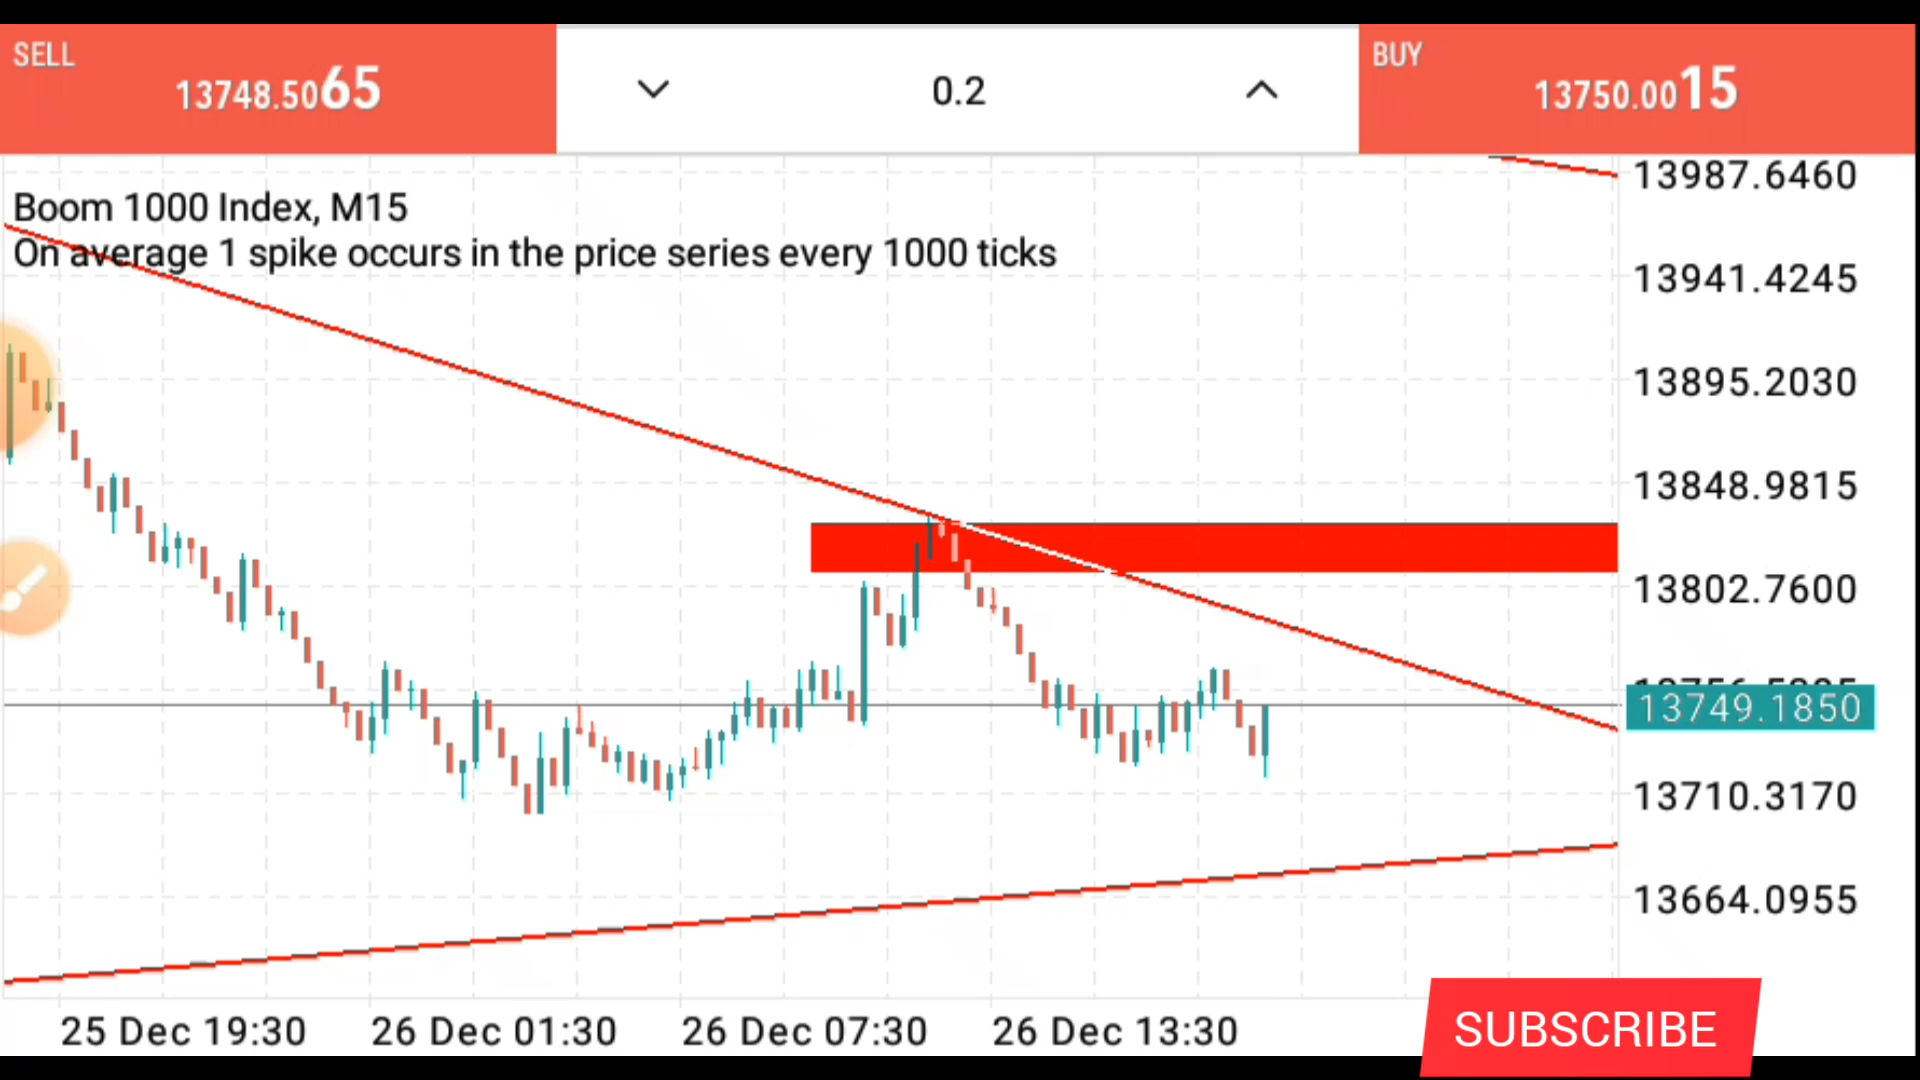 SELL
13748.5065
0.2
BUY
13750.0015
Boom 1000 Index, M15
On average 1 spike occurs in the price series every 1000 ticks
13987.6460
13941.4245
13895.2030
13848.9815
13802.7600
13749.1850
13710.3170
13664.0955
25 Dec 19:30
26 Dec 01:30
26 Dec 07:30
26 Dec 13:30
SUBSCRIBE